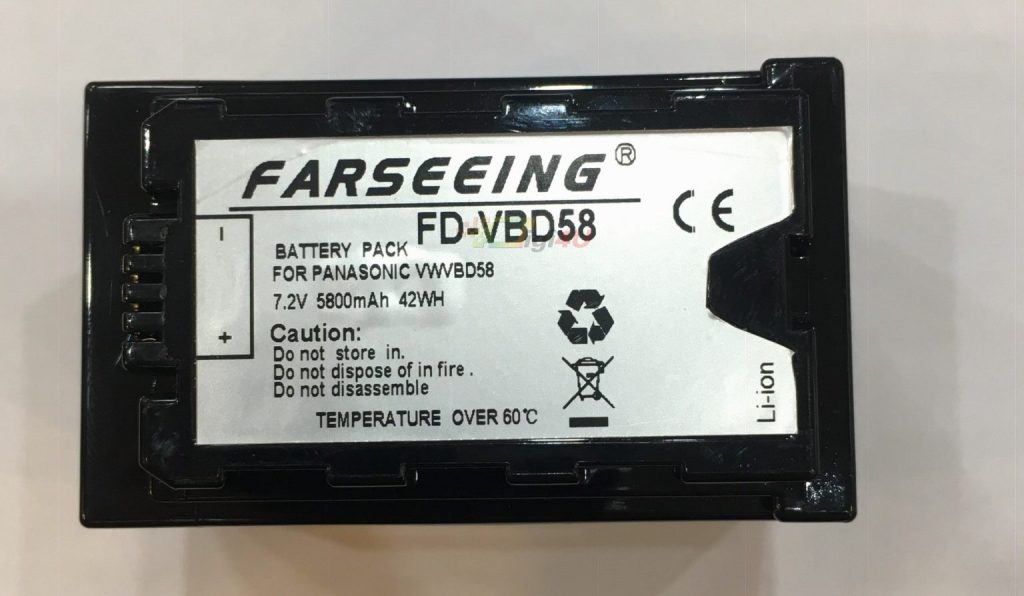 FARSEEING®
FD-VBD58
CE
BATTERY PACK
FOR PANASONIC VWVBD58
7.2V 5800mAh 42WH
Caution:
Do not store in.
Do not dispose of in fire .
Do not disassemble
TEMPERATURE OVER 60℃
Li-ion
-
+